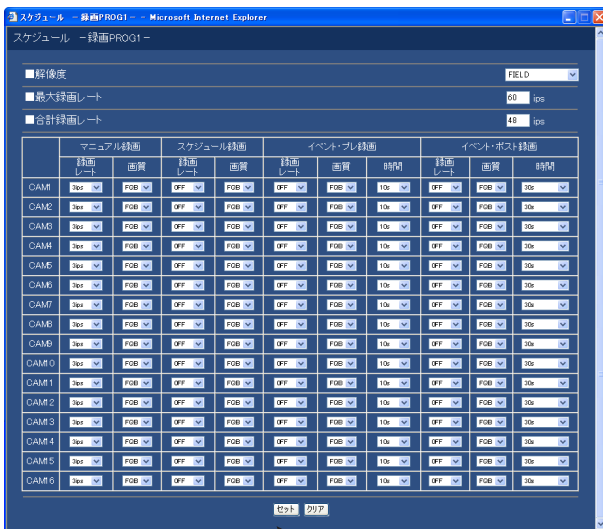 スケジュール －録画PROG1－ - Microsoft Internet Explorer
スケジュール －録画PROG1－
■解像度 FIELD
■最大録画レート 60 ips
■合計録画レート 48 ips
マニュアル録画 スケジュール録画 イベント・プレ録画 イベント・ポスト録画
録画レート 画質 録画レート 画質 録画レート 画質 時間 録画レート 画質 時間
CAM1 3ips FQB OFF FQB OFF FQB 10s OFF FQB 30s
CAM2 3ips FQB OFF FQB OFF FQB 10s OFF FQB 30s
CAM3 3ips FQB OFF FQB OFF FQB 10s OFF FQB 30s
CAM4 3ips FQB OFF FQB OFF FQB 10s OFF FQB 30s
CAM5 3ips FQB OFF FQB OFF FQB 10s OFF FQB 30s
CAM6 3ips FQB OFF FQB OFF FQB 10s OFF FQB 30s
CAM7 3ips FQB OFF FQB OFF FQB 10s OFF FQB 30s
CAM8 3ips FQB OFF FQB OFF FQB 10s OFF FQB 30s
CAM9 3ips FQB OFF FQB OFF FQB 10s OFF FQB 30s
CAM10 3ips FQB OFF FQB OFF FQB 10s OFF FQB 30s
CAM11 3ips FQB OFF FQB OFF FQB 10s OFF FQB 30s
CAM12 3ips FQB OFF FQB OFF FQB 10s OFF FQB 30s
CAM13 3ips FQB OFF FQB OFF FQB 10s OFF FQB 30s
CAM14 3ips FQB OFF FQB OFF FQB 10s OFF FQB 30s
CAM15 3ips FQB OFF FQB OFF FQB 10s OFF FQB 30s
CAM16 3ips FQB OFF FQB OFF FQB 10s OFF FQB 30s
セット クリア